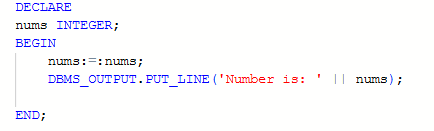 DECLARE
nums INTEGER;
BEGIN
nums:=:nums;
DBMS_OUTPUT.PUT_LINE('Number is: ' || nums);
END;